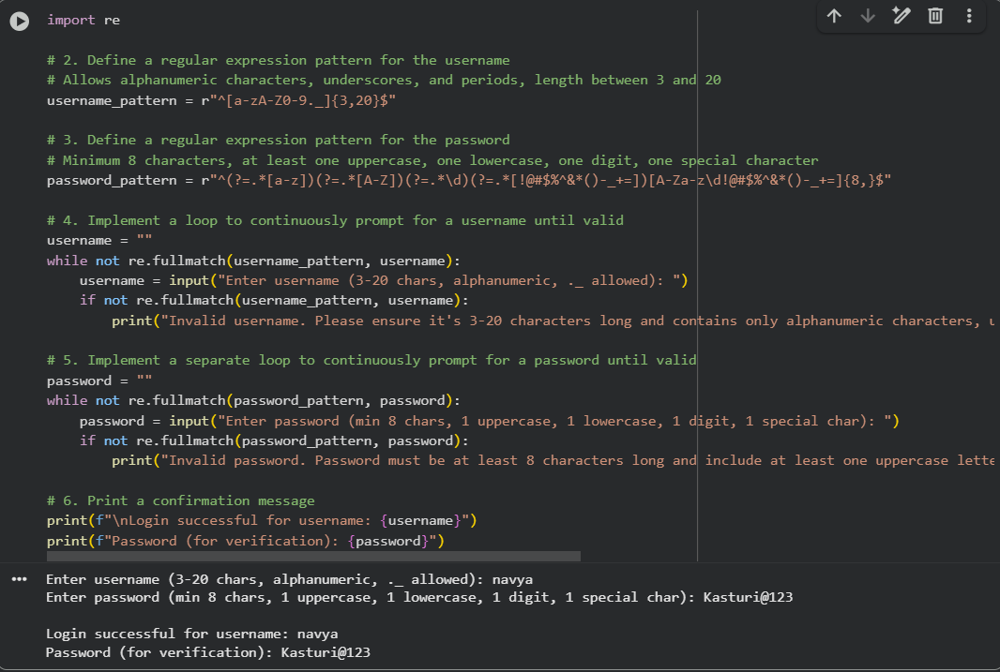 import re
# 2. Define a regular expression pattern for the username
# Allows alphanumeric characters, underscores, and periods, length between 3 and 20
username_pattern = r"^[a-zA-Z0-9._]{3,20}$"
# 3. Define a regular expression pattern for the password
# Minimum 8 characters, at least one uppercase, one lowercase, one digit, one special character
password_pattern = r"^(?=.*[a-z])(?=.*[A-Z])(?=.*\d)(?=.*[!@#$%^&*()-_+=])[A-Za-z\d!@#$%^&*()-_+=]{8,}$"
# 4. Implement a loop to continuously prompt for a username until valid
username = ""
while not re.fullmatch(username_pattern, username):
    username = input("Enter username (3-20 chars, alphanumeric, ._ allowed): ")
    if not re.fullmatch(username_pattern, username):
        print("Invalid username. Please ensure it's 3-20 characters long and contains only alphanumeric characters,
# 5. Implement a separate loop to continuously prompt for a password until valid
password = ""
while not re.fullmatch(password_pattern, password):
    password = input("Enter password (min 8 chars, 1 uppercase, 1 lowercase, 1 digit, 1 special char): ")
    if not re.fullmatch(password_pattern, password):
        print("Invalid password. Password must be at least 8 characters long and include at least one uppercase lette
# 6. Print a confirmation message
print(f"\nLogin successful for username: {username}")
print(f"Password (for verification): {password}")
Enter username (3-20 chars, alphanumeric, ._ allowed): navya
Enter password (min 8 chars, 1 uppercase, 1 lowercase, 1 digit, 1 special char): Kasturi@123
Login successful for username: navya
Password (for verification): Kasturi@123